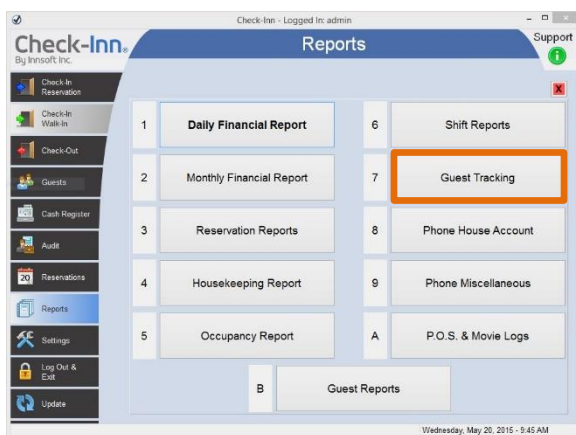 Check-Inn - Logged In: admin
Check-Inn®
By Innsoft Inc.
Reports
Support
Check-In
Reservation
Check-In
Walk-In
Check-Out
Guests
Cash Register
Audit
20
Reservations
Reports
Settings
Log Out &
Exit
Update
X
1 Daily Financial Report
6 Shift Reports
2 Monthly Financial Report
7 Guest Tracking
3 Reservation Reports
8 Phone House Account
4 Housekeeping Report
9 Phone Miscellaneous
5 Occupancy Report
A P.O.S. & Movie Logs
B Guest Reports
Wednesday, May 20, 2015 - 9:45 AM